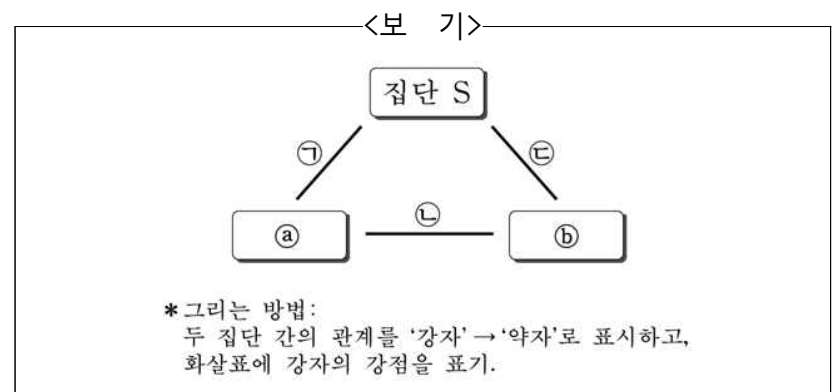 <보 기>
집단 S
㉠
㉢
㉡
ⓐ
ⓑ
*그리는 방법:
두 집단 간의 관계를 ‘강자’→‘약자’로 표시하고,
화살표에 강자의 강점을 표기.